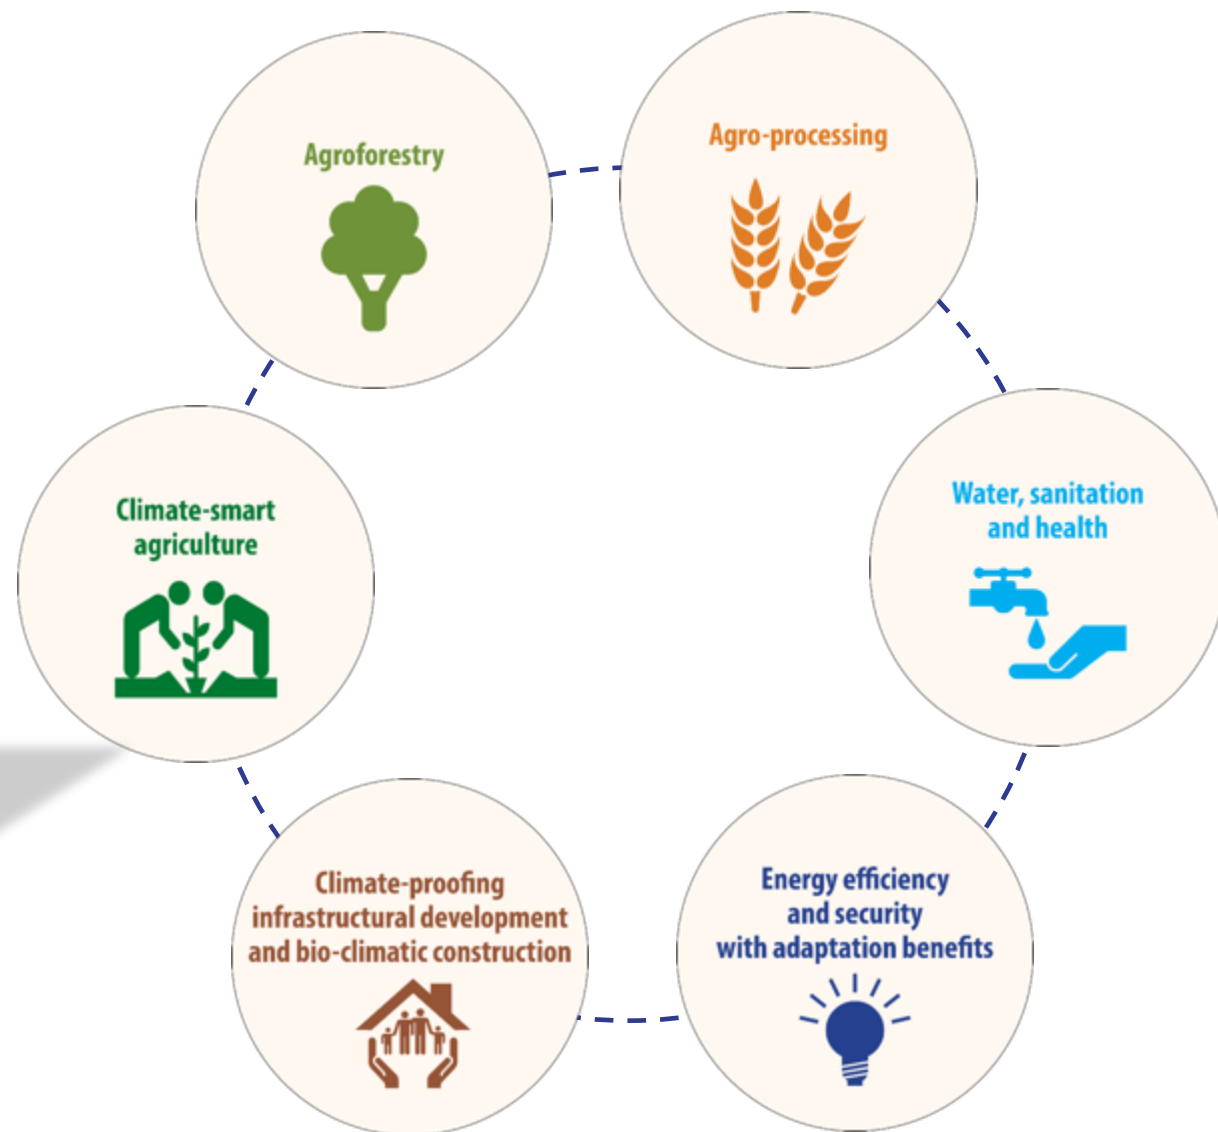 Agroforestry
Agro-processing
Water, sanitation
and health
Energy efficiency
and security
with adaptation benefits
Climate-proofing
infrastructural development
and bio-climatic construction
Climate-smart
agriculture